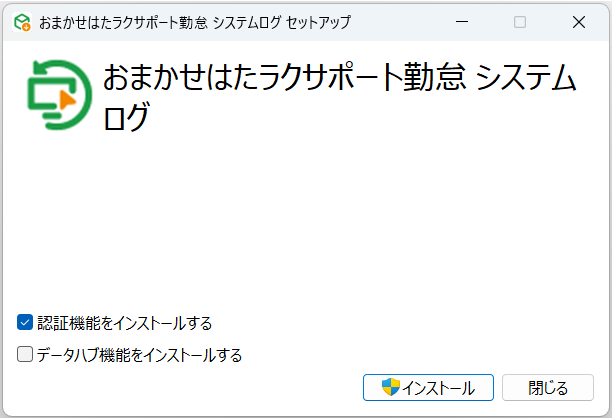 おまかせはたラクサポート勤怠 システムログ セットアップ
おまかせはたラクサポート勤怠 システム
ログ
認証機能をインストールする
データハブ機能をインストールする
インストール
閉じる